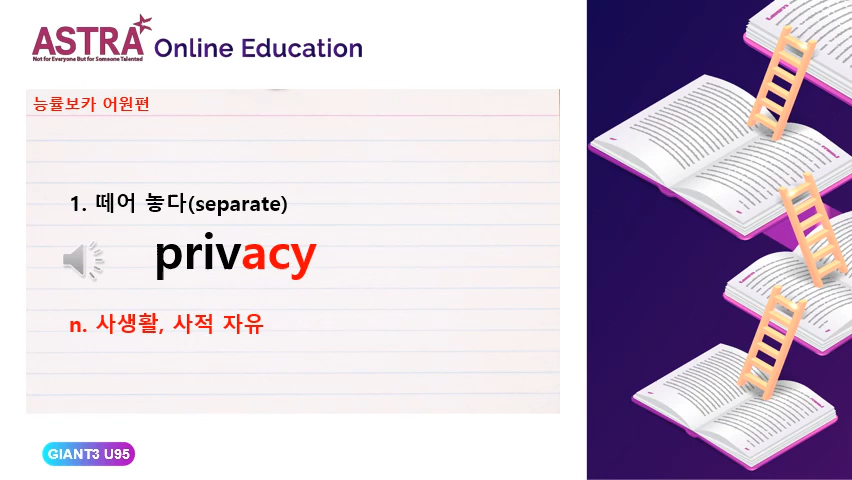 ASTRA
Not for Everyone But for Someone Talented
Online Education
능률보카 어원편
1. 떼어 놓다(separate)
privacy
n. 사생활, 사적 자유
GIANT3 U95